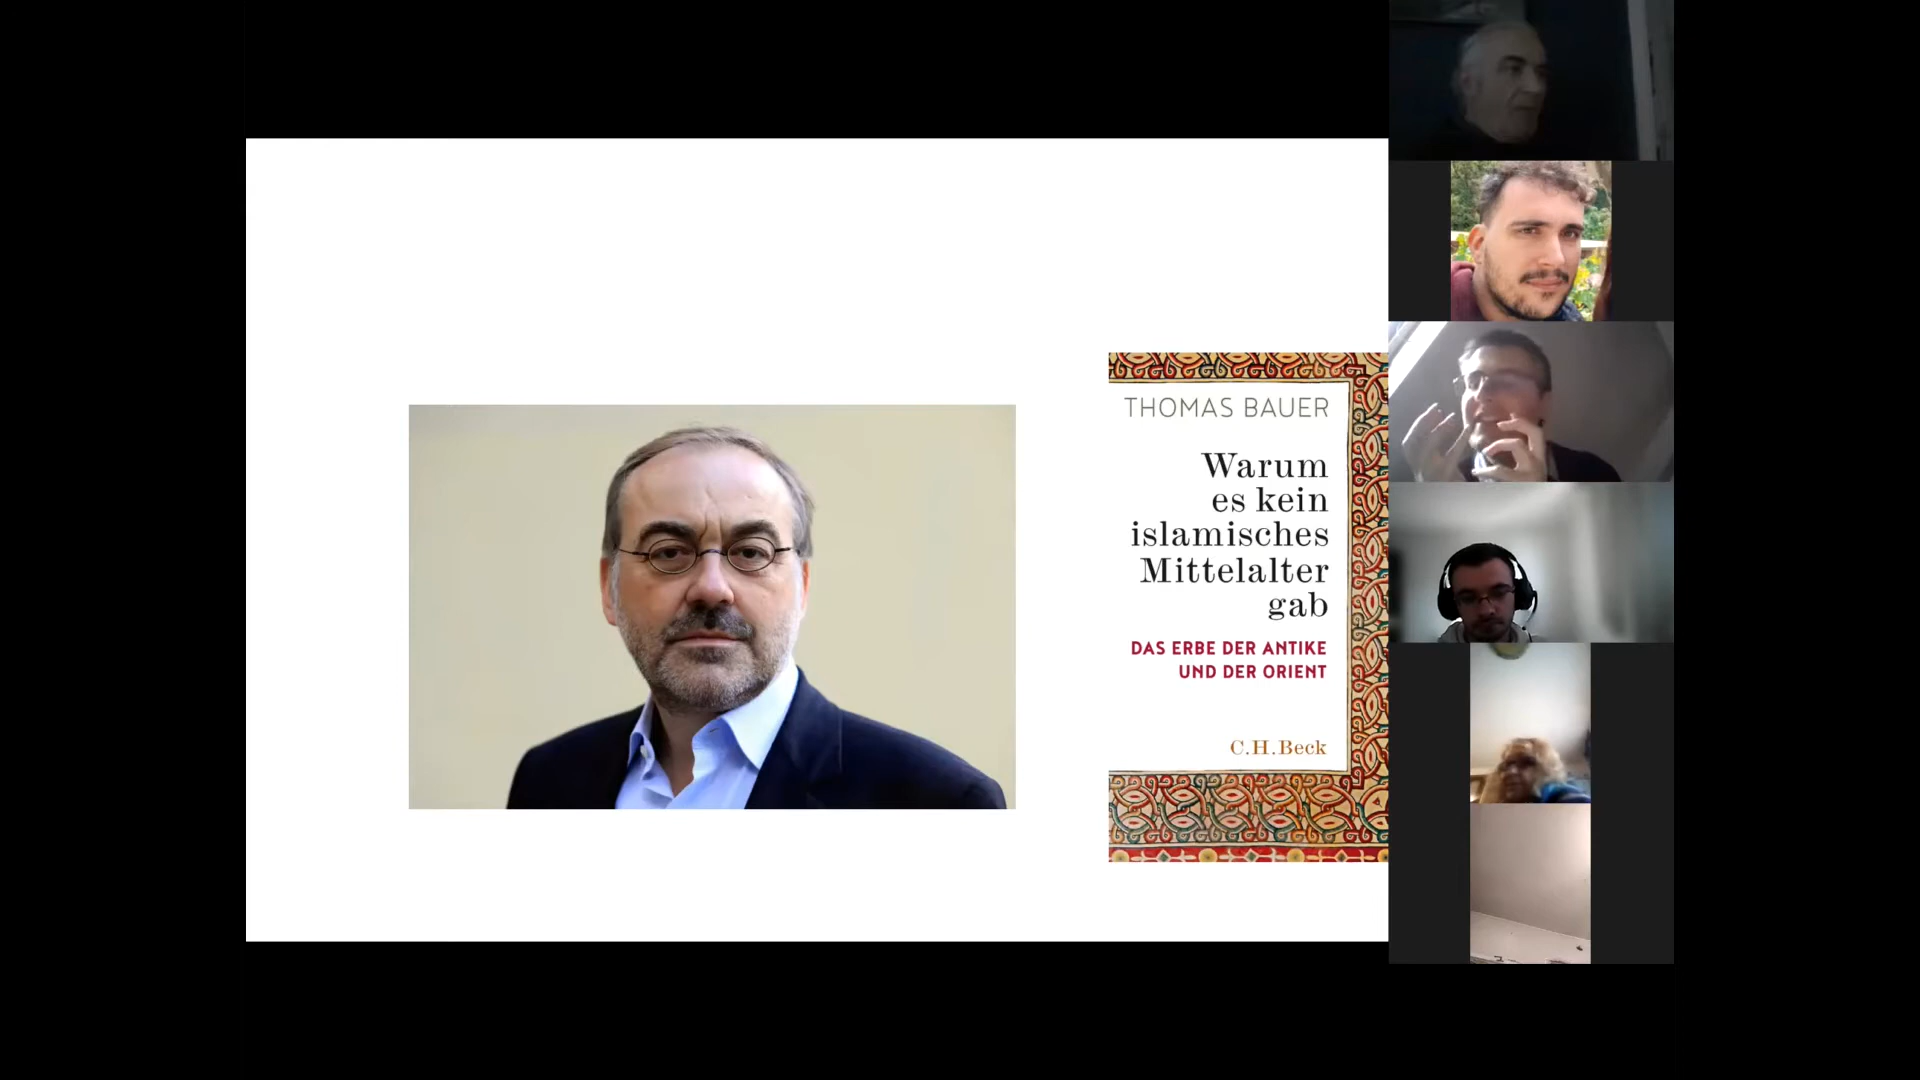 THOMAS BAUER
Warum
es kein
islamisches
Mittelalter
gab
DAS ERBE DER ANTIKE
UND DER ORIENT
C.H.Beck